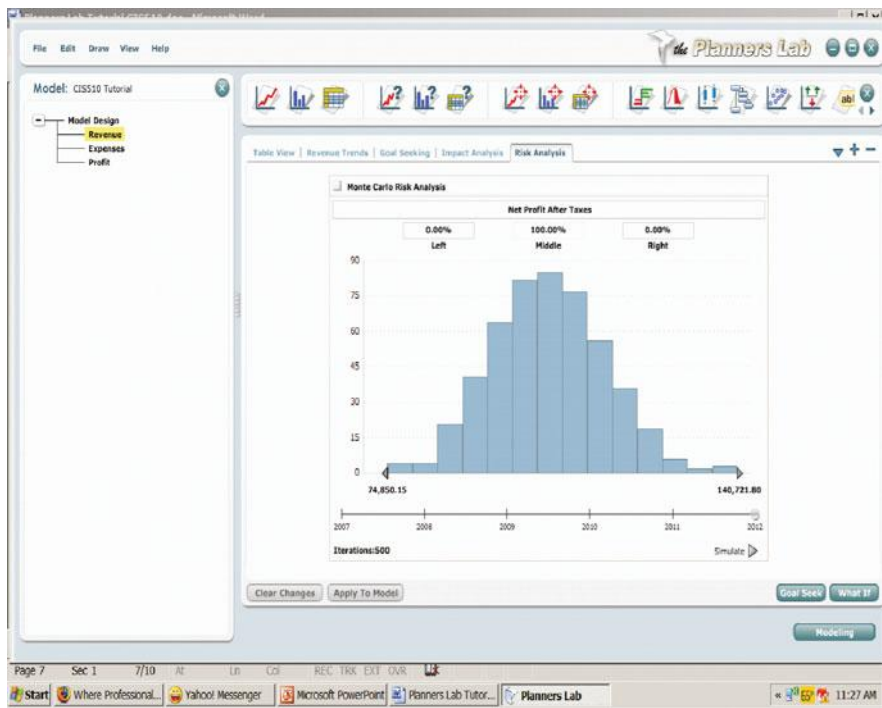 File Edit Draw View Help
the Planners Lab
Model: CIS510 Tutorial
Model Design
Revenue
Expenses
Profit
abl
Table View | Revenue Trends | Goal Seeking | Impact Analysis | Risk Analysis
Monte Carlo Risk Analysis
Net Profit After Taxes
0.00% 100.00% 0.00%
Left Middle Right
90
75
60
45
30
15
0
74,850.15 140,721.80
2007 2008 2009 2010 2011 2012
Iterations:500 Simulate
Clear Changes Apply To Model Goal Seek What If
Modeling
Page 7 Sec 1 7/10 At Ln Col REC TRK EXT OVR
Start Where Professional... Yahoo! Messenger Microsoft PowerPoint Planners Lab Tutor... Planners Lab « 65° 11:27 AM